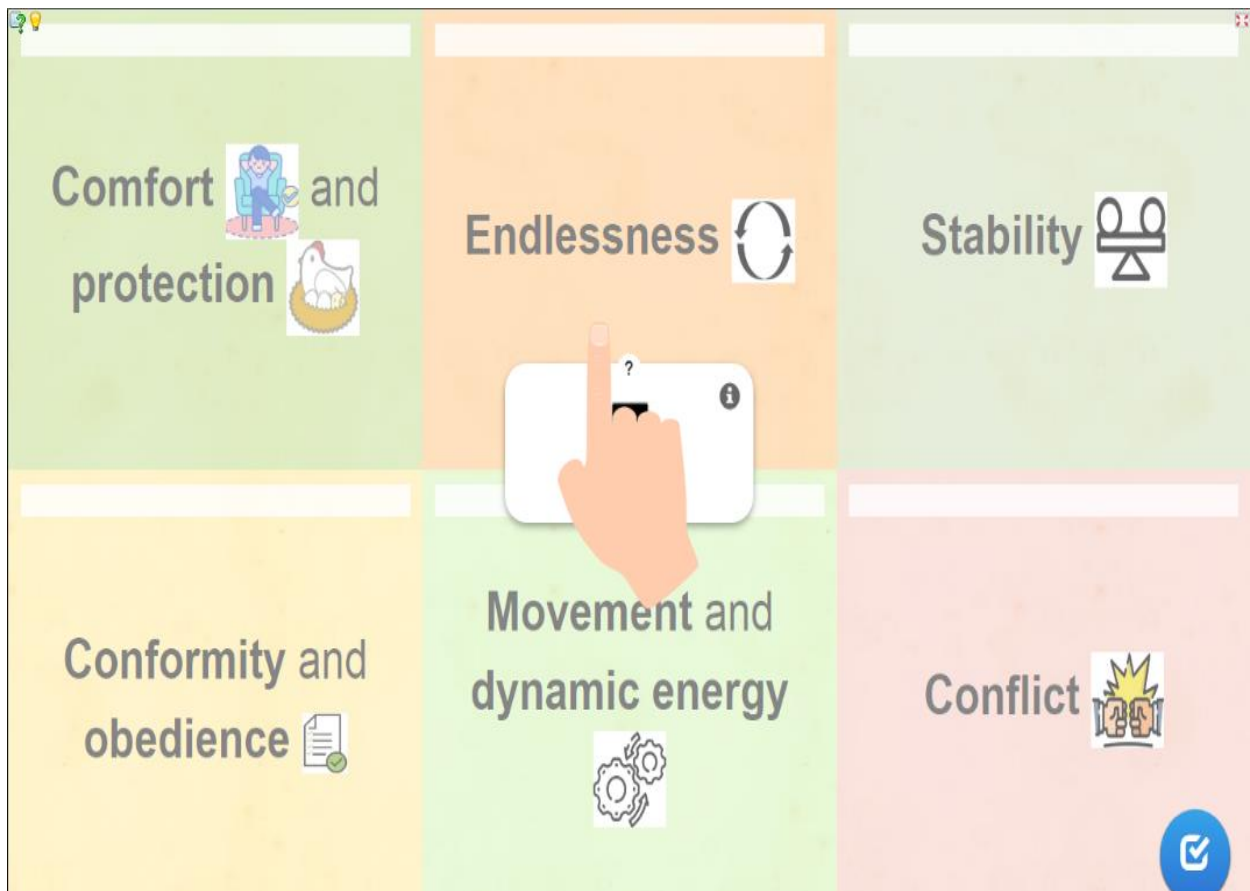 Comfort and
protection
Endlessness
Stability
?
Conformity and
obedience
Movement and
dynamic energy
Conflict